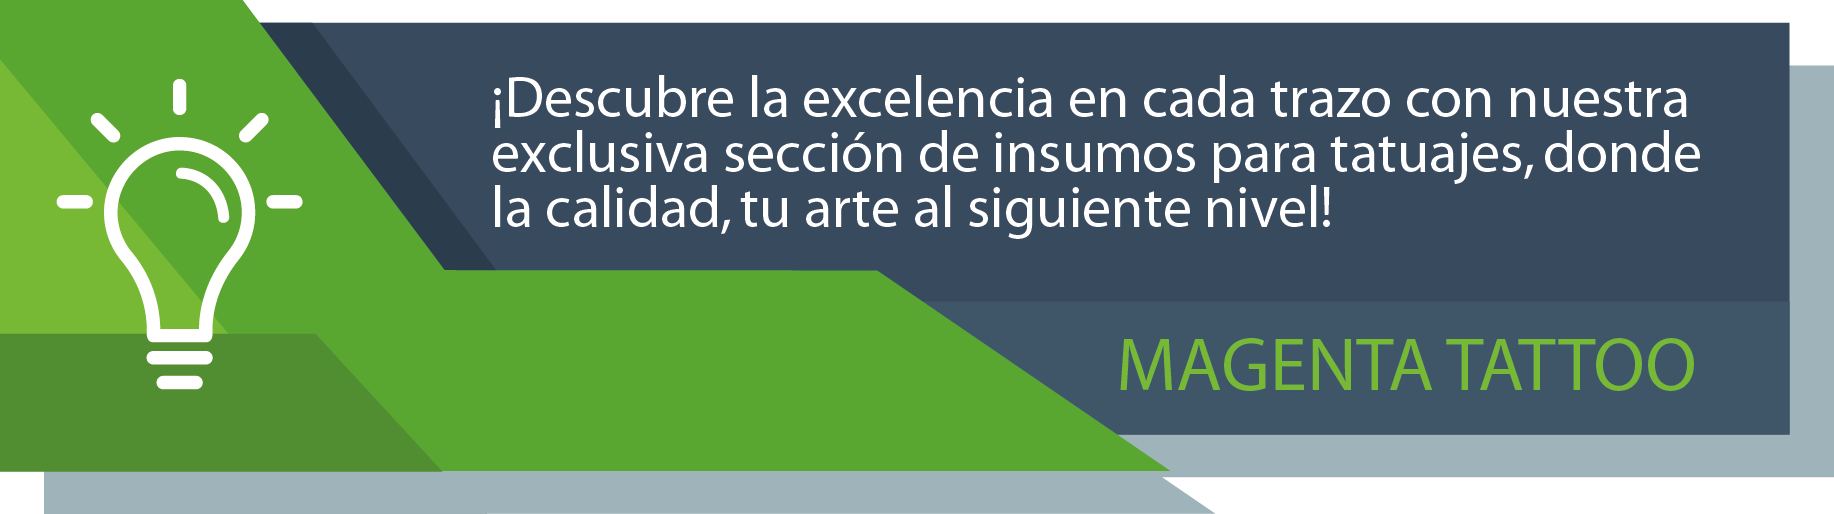 ¡Descubre la excelencia en cada trazo con nuestra
exclusiva sección de insumos para tatuajes, donde
la calidad, tu arte al siguiente nivel!
MAGENTA TATTOO